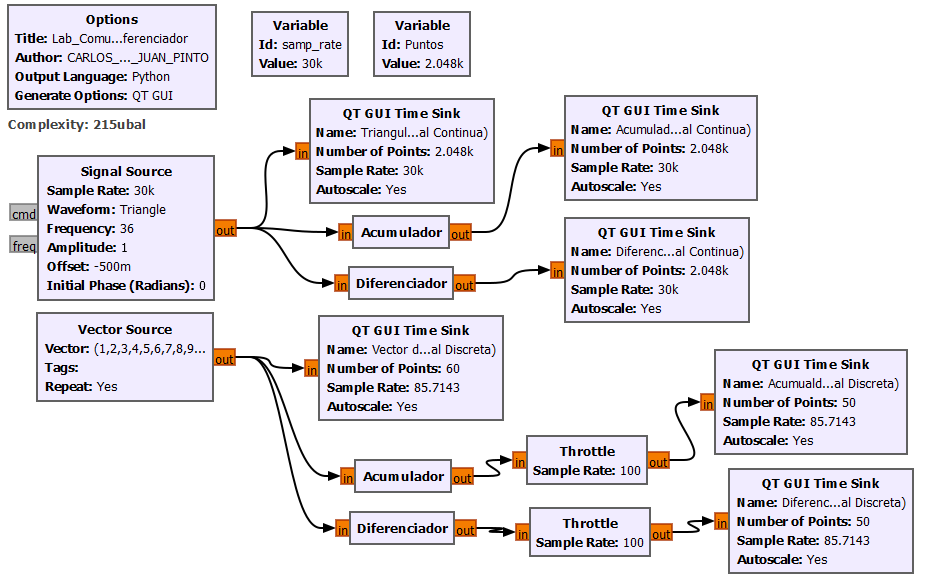 Options
Title: Lab_Comu...ferenciador
Author: CARLOS_..._JUAN_PINTO
Output Language: Python
Generate Options: QT GUI
Variable
Id: samp_rate
Value: 30k
Variable
Id: Puntos
Value: 2.048k
Complexity: 215ubal
Signal Source
Sample Rate: 30k
Waveform: Triangle
Frequency: 36
Amplitude: 1
Offset: -500m
Initial Phase (Radians): 0
cmd
freq
out
QT GUI Time Sink
Name: Triangul...al Continua)
Number of Points: 2.048k
Sample Rate: 30k
Autoscale: Yes
in
in
Acumulador
out
QT GUI Time Sink
Name: Acumulad...al Continua)
Number of Points: 2.048k
Sample Rate: 30k
Autoscale: Yes
in
in
Diferenciador
out
QT GUI Time Sink
Name: Diferenc...al Continua)
Number of Points: 2.048k
Sample Rate: 30k
Autoscale: Yes
in
Vector Source
Vector: (1,2,3,4,5,6,7,8,9...
Tags:
Repeat: Yes
out
QT GUI Time Sink
Name: Vector d...al Discreta)
Number of Points: 60
Sample Rate: 85.7143
Autoscale: Yes
in
in
Acumulador
out
in
Throttle
Sample Rate: 100
out
QT GUI Time Sink
Name: Acumuald...al Discreta)
Number of Points: 50
Sample Rate: 85.7143
Autoscale: Yes
in
in
Diferenciador
out
in
Throttle
Sample Rate: 100
out
QT GUI Time Sink
Name: Diferenc...al Discreta)
Number of Points: 50
Sample Rate: 85.7143
Autoscale: Yes
in